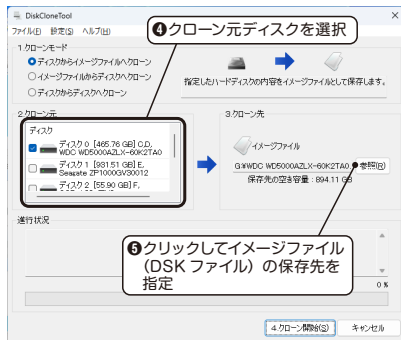 DiskCloneTool
ファイル(F) 設定(S) ヘルプ(H)
❹クローン元ディスクを選択
1.クローンモード
ディスクからイメージファイルへクローン
イメージファイルからディスクへクローン
ディスクからディスクへクローン
指定したハードディスクの内容をイメージファイルとして保存します。
2.クローン元
ディスク
ディスク 0 [465.76 GB] C,D,
WDC WD5000AZLX-60K2TA0
ディスク 1 [931.51 GB] E,
Seagate ZP1000GV30012
ディスク 2 [55.90 GB] F,
3.クローン先
イメージファイル
G:¥WDC WD5000AZLX-60K2TA0
参照(R)
保存先の空き容量 : 894.11 GB
進行状況
❺クリックしてイメージファイル
(DSK ファイル)の保存先を
指定
0 %
4.クローン開始(S)
キャンセル